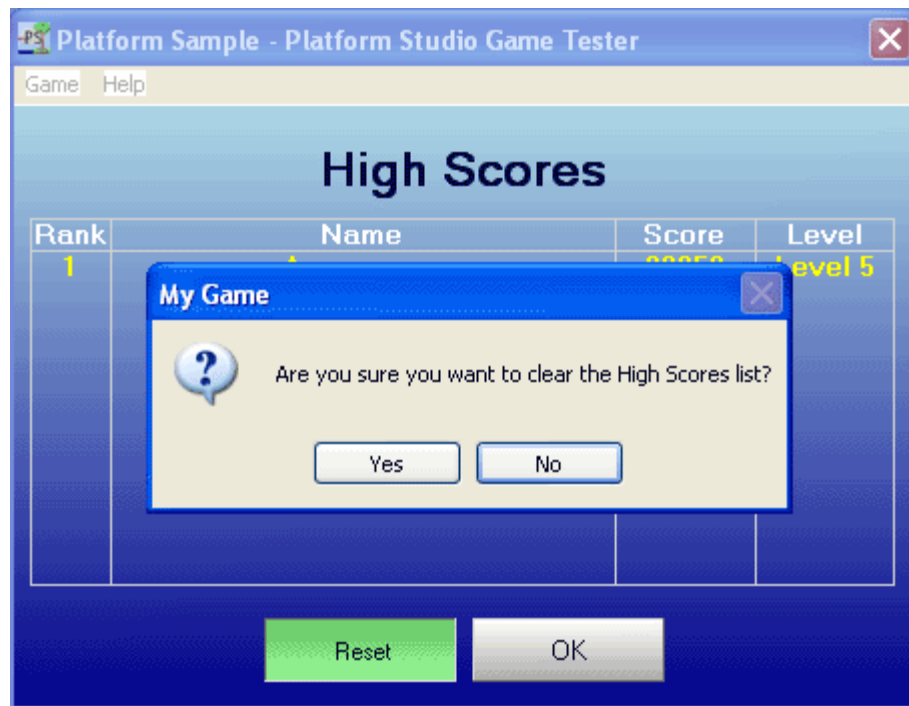 Platform Sample - Platform Studio Game Tester
Game Help
High Scores
Rank Name Score Level
1 Level 5
My Game
Are you sure you want to clear the High Scores list?
Yes No
Reset OK